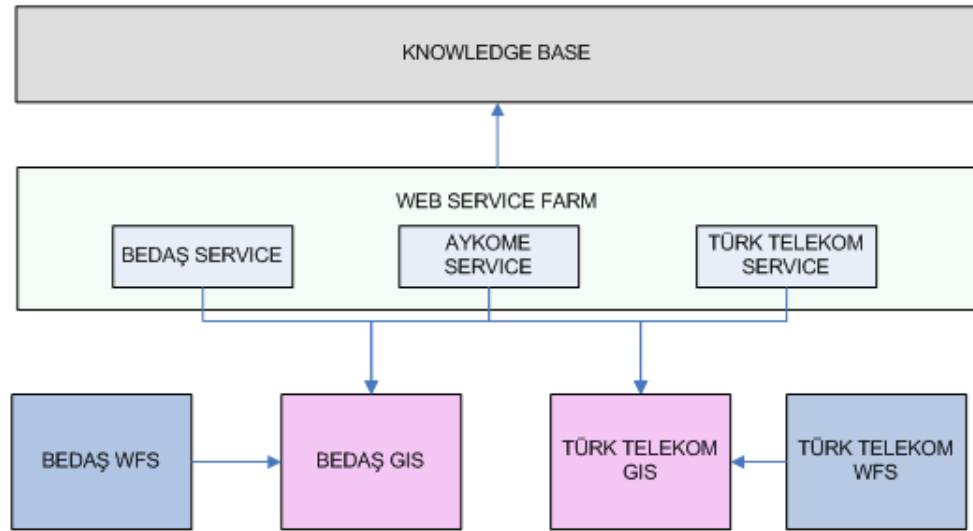 KNOWLEDGE BASE
WEB SERVICE FARM
BEDAŞ SERVICE
AYKOME
SERVICE
TÜRK TELEKOM
SERVICE
BEDAŞ WFS
BEDAŞ GIS
TÜRK TELEKOM
GIS
TÜRK TELEKOM
WFS